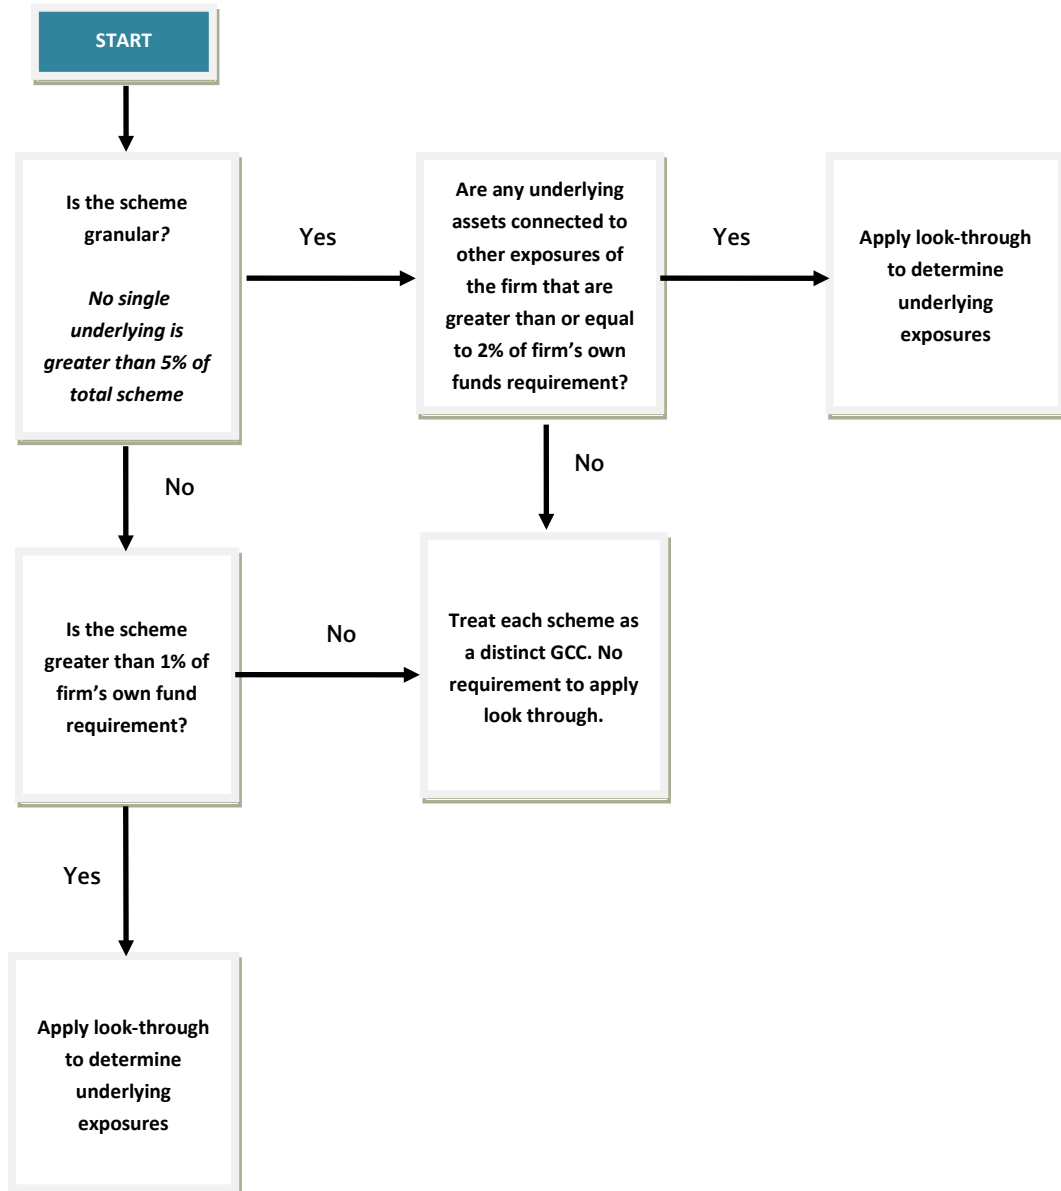 START
Is the scheme
granular?
No single
underlying is
greater than 5% of
total scheme
Yes
Are any underlying
assets connected to
other exposures of
the firm that are
greater than or equal
to 2% of firm's own
funds requirement?
Yes
Apply look-through
to determine
underlying
exposures
No
No
Is the scheme
greater than 1% of
firm's own fund
requirement?
No
Treat each scheme as
a distinct GCC. No
requirement to apply
look through.
Yes
Apply look-through
to determine
underlying
exposures